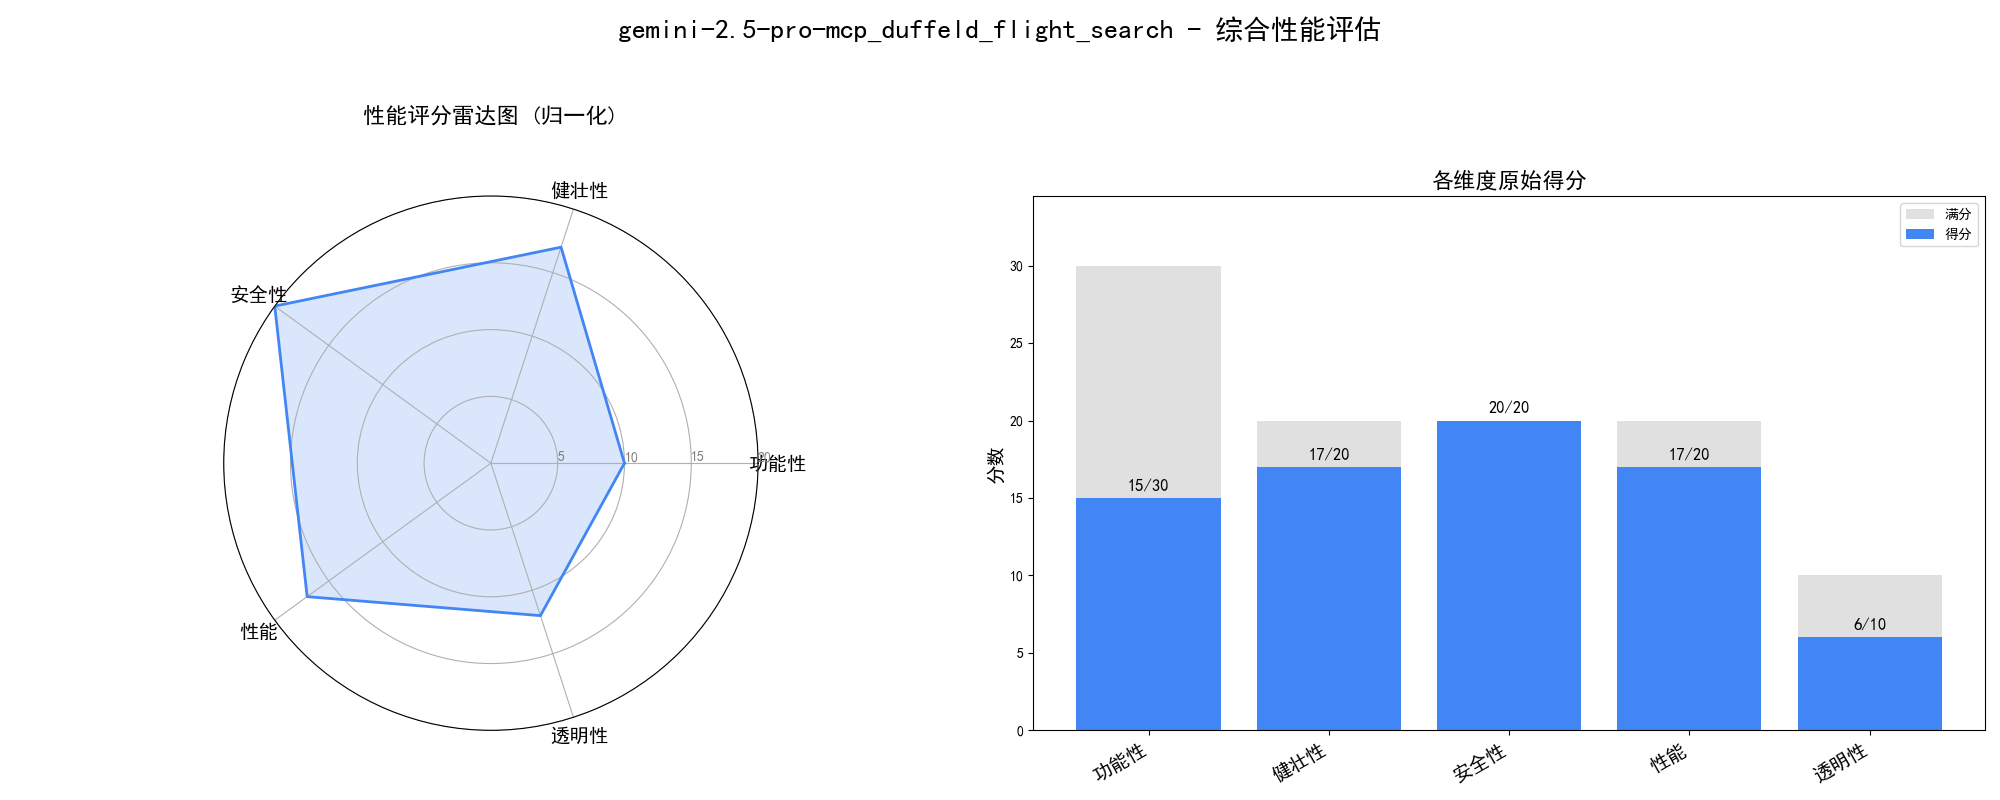 gemini-2.5-pro-mcp_duffeld_flight_search - 综合性能评估
性能评分雷达图 (归一化)
健壮性
安全性
功能性
性能
透明性
5
10
15
20
各维度原始得分
满分
得分
分数
30
25
20
15
10
5
0
15/30
17/20
20/20
17/20
6/10
功能性
健壮性
安全性
性能
透明性